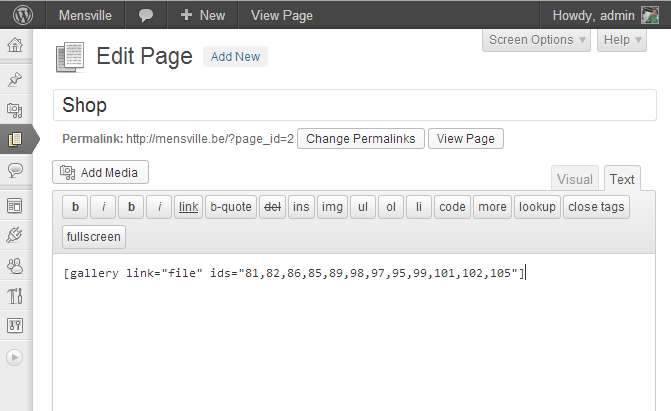 Mensville + New View Page Howdy, admin
Screen Options Help
Edit Page Add New
Shop
Permalink: http://mensville.be/?page_id=2 Change Permalinks View Page
Add Media Visual Text
b i b i link b-quote del ins img ul ol li code more lookup close tags
fullscreen
[gallery link="file" ids="81,82,86,85,89,98,97,95,99,101,102,105"]